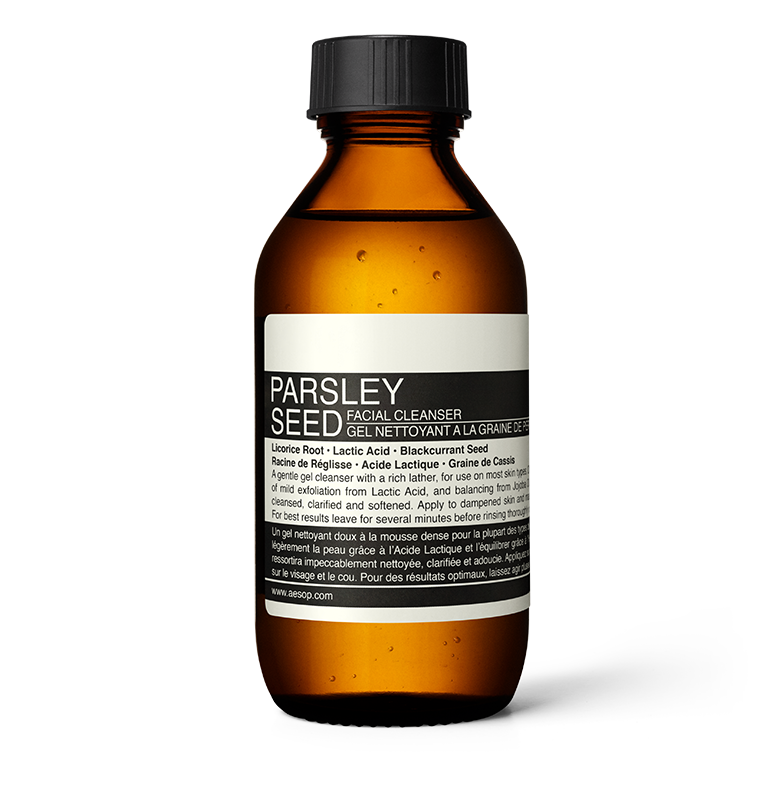 PARSLEY
SEED FACIAL CLEANSER
GEL NETTOYANT A LA GRAINE DE
Licorice Root · Lactic Acid · Blackcurrant Seed
Racine de Réglisse · Acide Lactique · Graine de Cassis
A gentle gel cleanser with a rich lather, for use on most skin types.
of mild exfoliation from Lactic Acid, and balancing from Jojoba
cleansed, clarified and softened. Apply to dampened skin and
For best results leave for several minutes before rinsing thoroughly
Un gel nettoyant doux à la mousse dense pour la plupart des types
légèrement la peau grâce à l'Acide Lactique et l'équilibrer grâce à
ressortira impeccablement nettoyée, clarifiée et adoucie. Appliquez
sur le visage et le cou. Pour des résultats optimaux, laissez agir
www.aesop.com